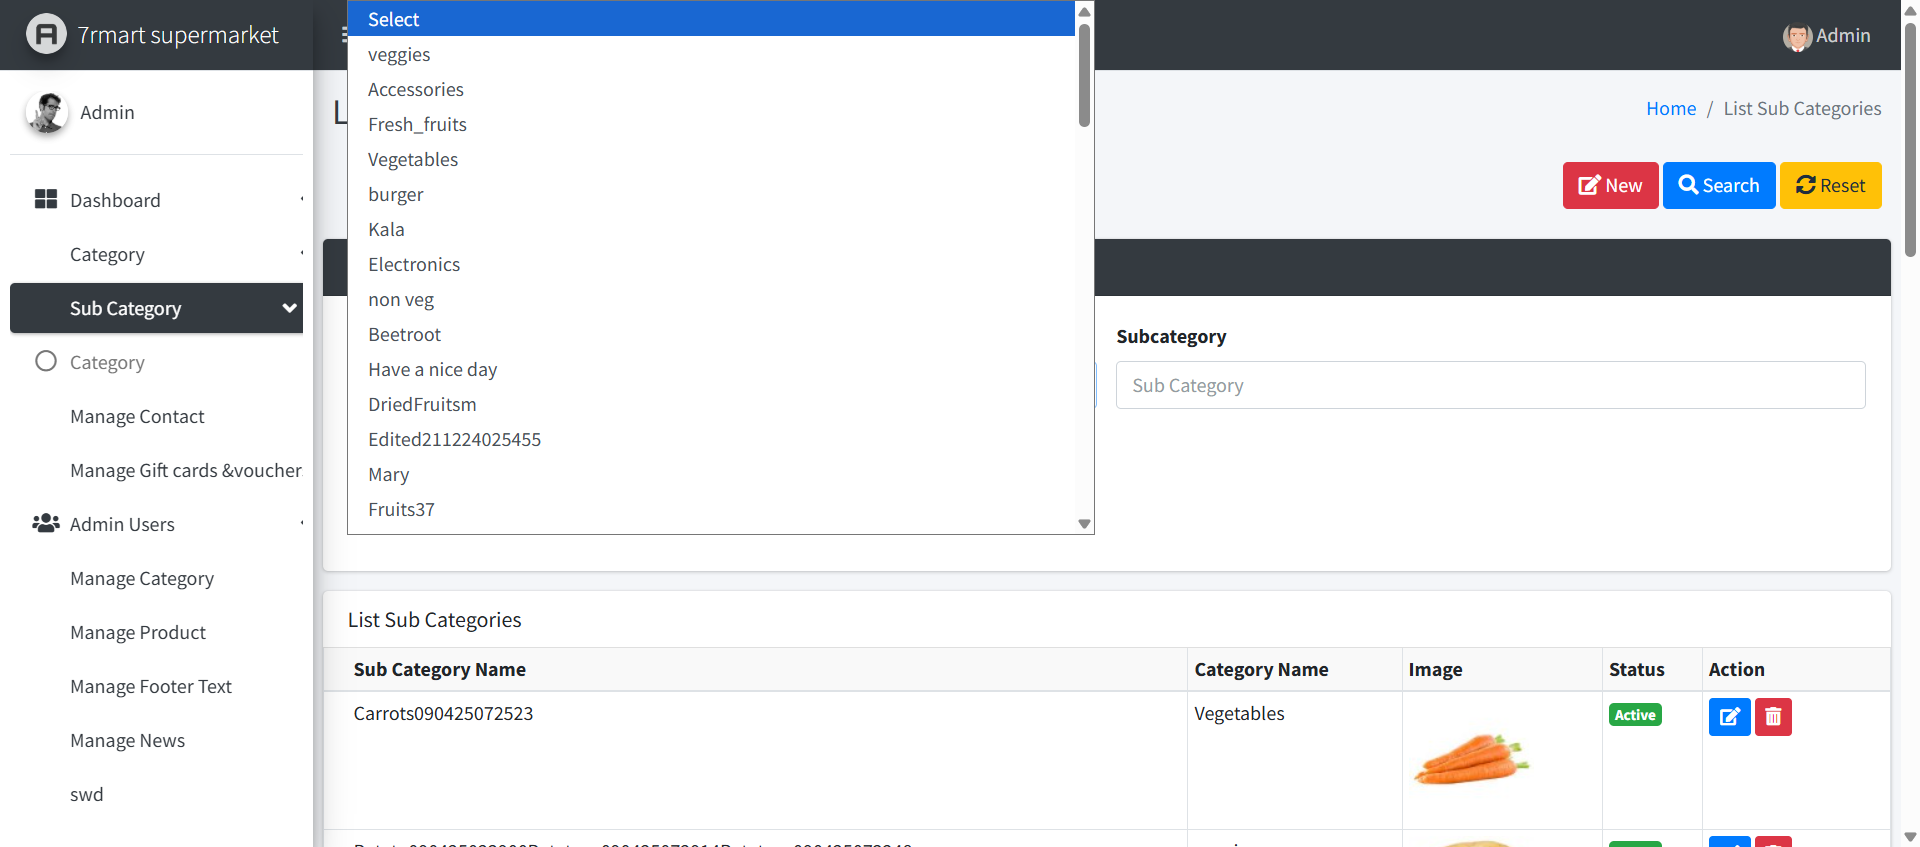 7rmart supermarket
Admin
Admin
Dashboard
Category
Sub Category
Category
Manage Contact
Manage Gift cards &voucher
Admin Users
Manage Category
Manage Product
Manage Footer Text
Manage News
swd
Select
veggies
Accessories
Fresh_fruits
Vegetables
burger
Kala
Electronics
non veg
Beetroot
Have a nice day
DriedFruitsm
Edited211224025455
Mary
Fruits37
Home / List Sub Categories
New Search Reset
Subcategory
Sub Category
List Sub Categories
Sub Category Name Category Name Image Status Action
Carrots090425072523 Vegetables Active